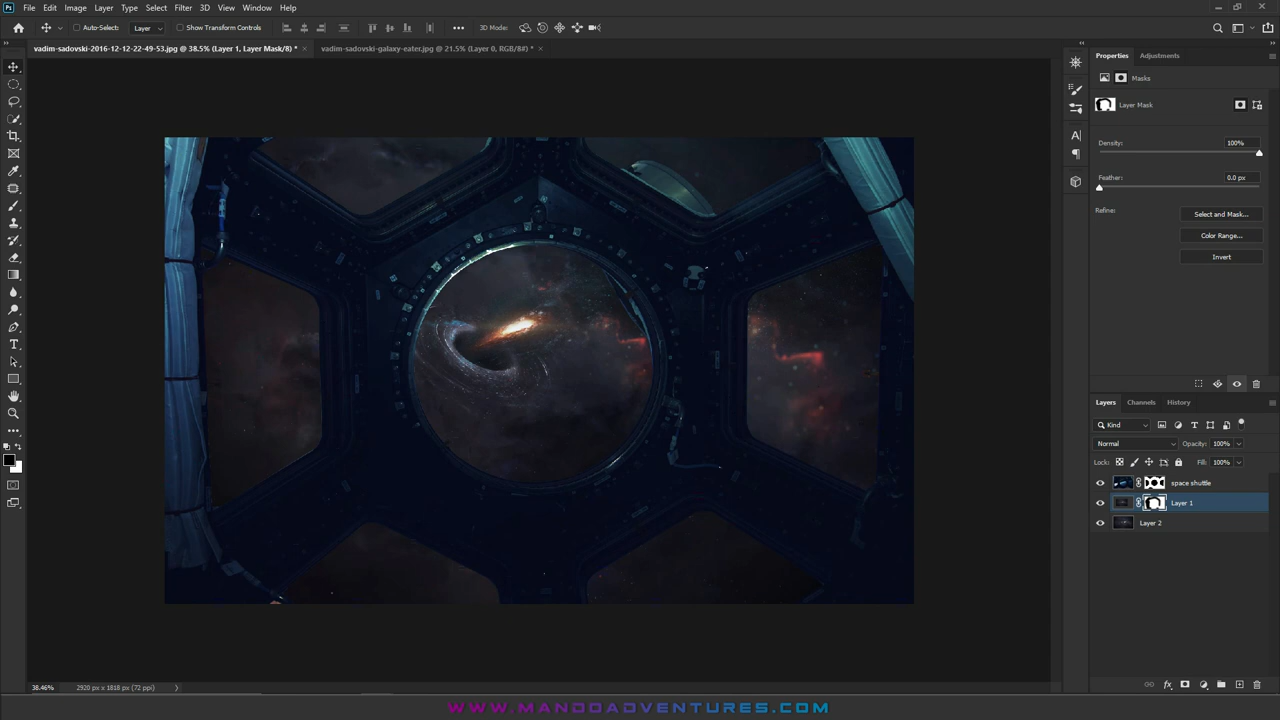 Ps File Edit Image Layer Type Select Filter 3D View Window Help
Auto-Select: Layer Show Transform Controls 3D Mode:
vadim-sadovski-2016-12-12-22-49-53.jpg @ 38.5% (Layer 1, Layer Mask/8) * vadim-sadovski-galaxy-eater.jpg @ 21.5% (Layer 0, RGB/8#) *
Properties Adjustments
Masks
Layer Mask
Density: 100%
Feather: 0.0 px
Refine: Select and Mask...
Color Range...
Invert
Layers Channels History
Kind
Normal Opacity: 100%
Lock: Fill: 100%
space shuttle
Layer 1
Layer 2
38.46% 2920 px x 1818 px (72 ppi)
WWW.MANDOADVENTURES.COM